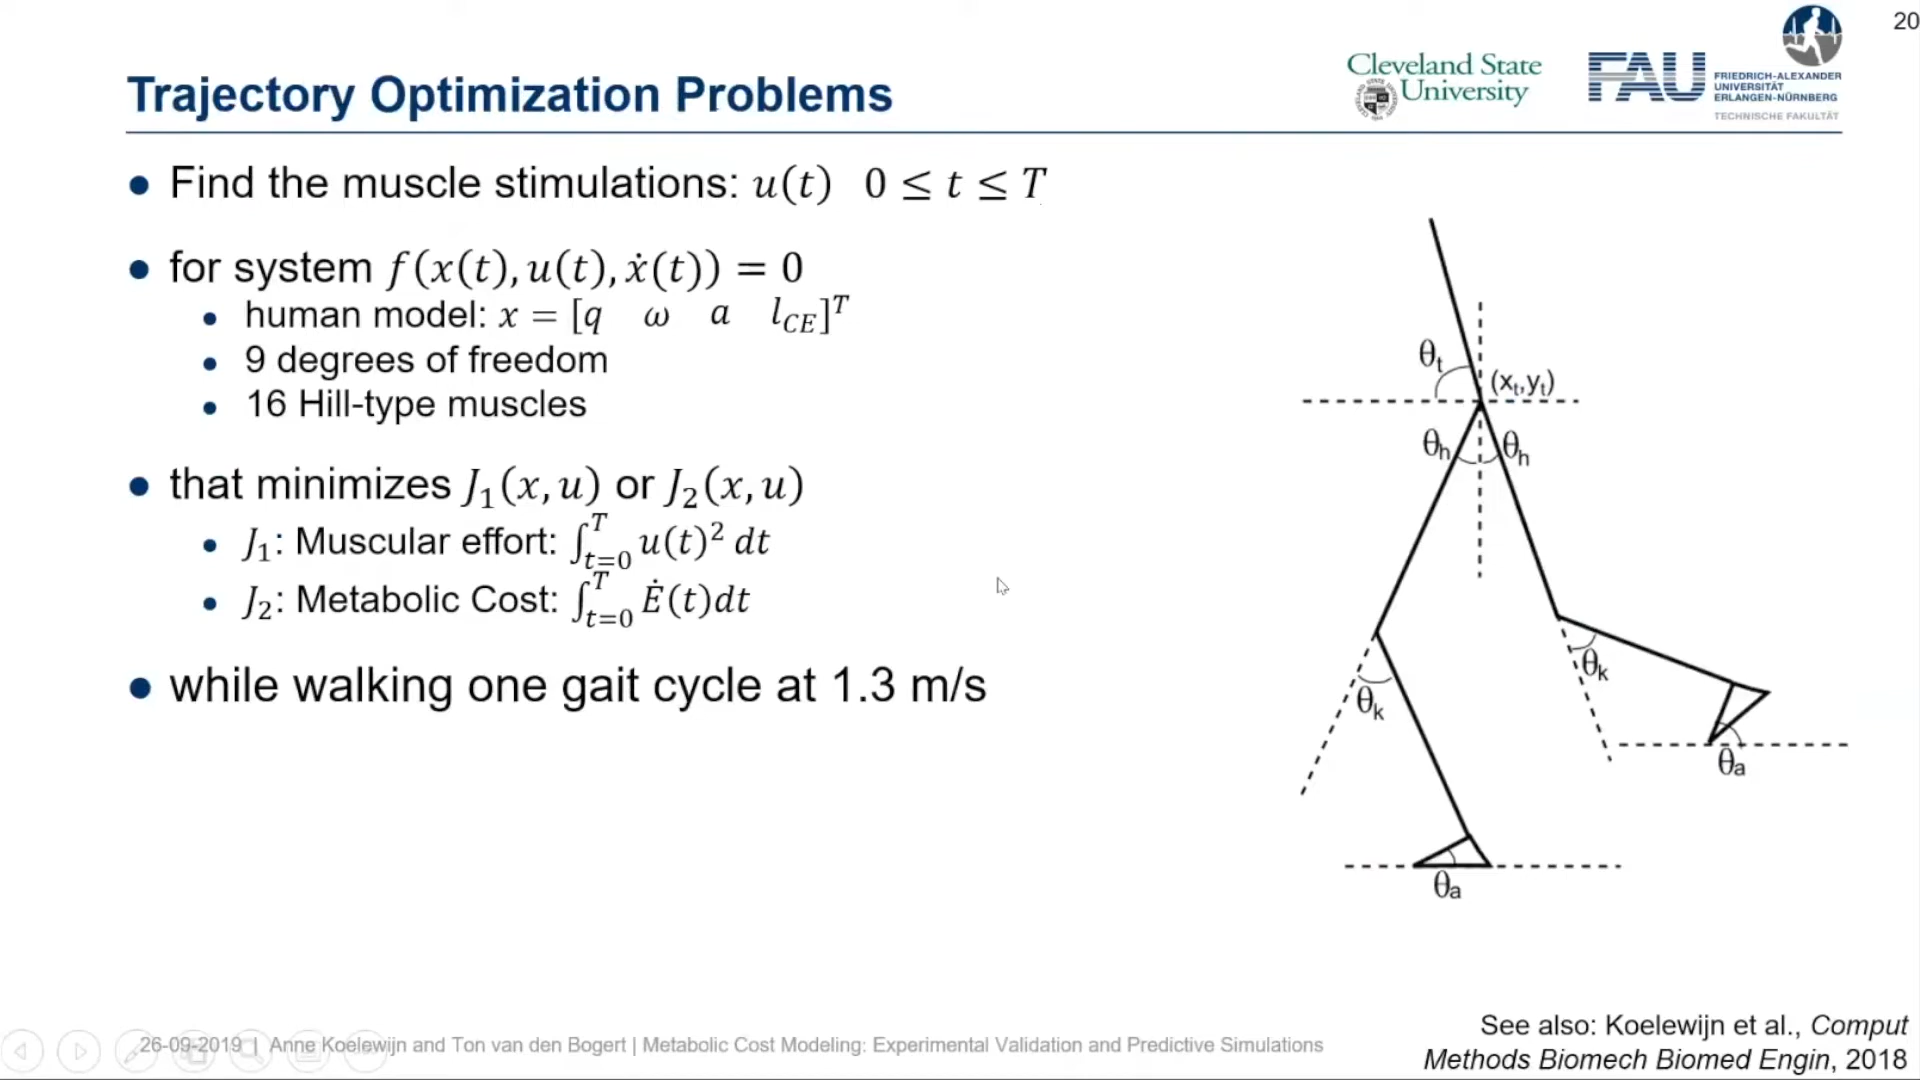 20
Cleveland State
University
FAU
FRIEDRICH-ALEXANDER
UNIVERSITÄT
ERLANGEN-NÜRNBERG
TECHNISCHE FAKULTÄT
Trajectory Optimization Problems
● Find the muscle stimulations: u(t) 0 ≤ t ≤ T
● for system f(x(t), u(t), ẋ(t)) = 0
● human model: x = [q ω a l_CE]^T
● 9 degrees of freedom
● 16 Hill-type muscles
● that minimizes J₁(x, u) or J₂(x, u)
● J₁: Muscular effort: ∫_{t=0}^{T} u(t)² dt
● J₂: Metabolic Cost: ∫_{t=0}^{T} Ė(t)dt
● while walking one gait cycle at 1.3 m/s
θt
(xt,yt)
θh θh
θk
θk
θa
θa
See also: Koelewijn et al., Comput
Methods Biomech Biomed Engin, 2018
26-09-2019 | Anne Koelewijn and Ton van den Bogert | Metabolic Cost Modeling: Experimental Validation and Predictive Simulations